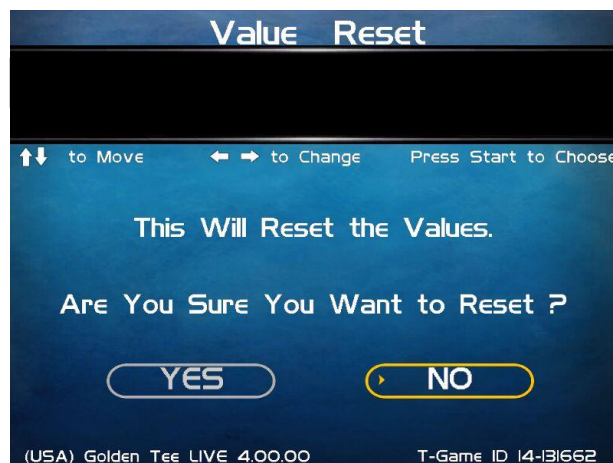 Value Reset
⬆⬇ to Move ⬅ ➡ to Change Press Start to Choose
This Will Reset the Values.
Are You Sure You Want to Reset ?
YES NO
(USA) Golden Tee LIVE 4.00.00 T-Game ID 14-131662